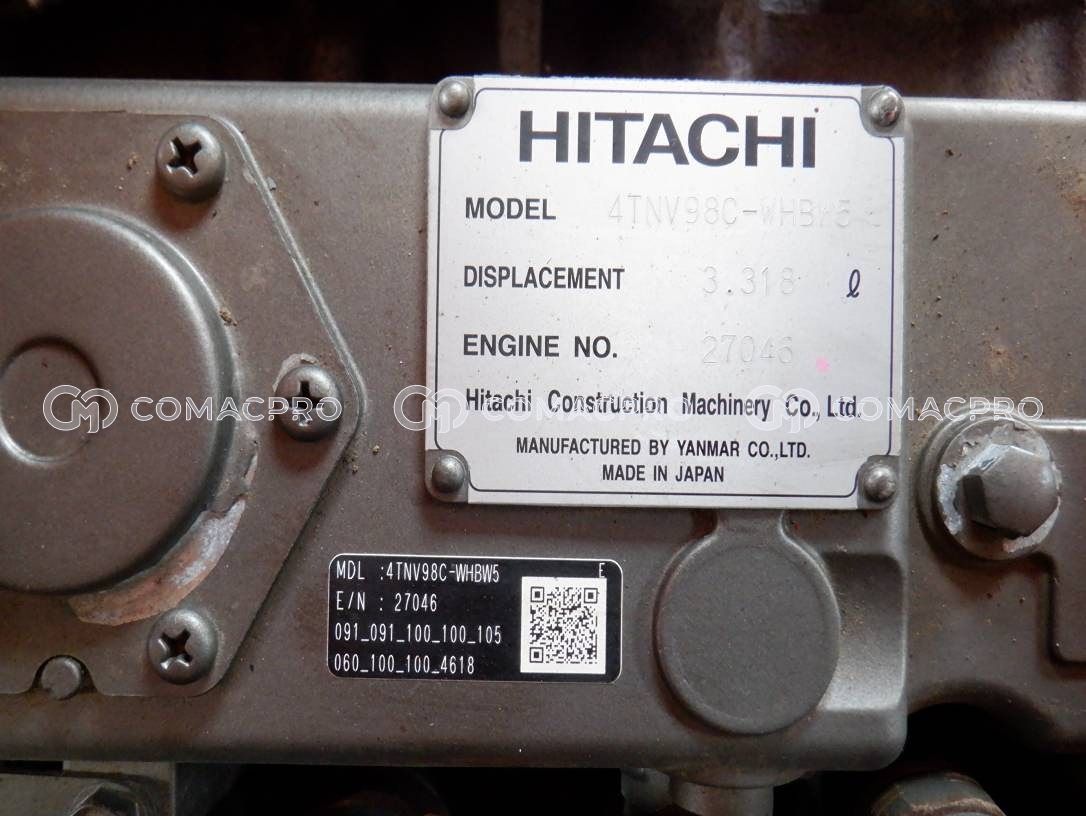 HITACHI
MODEL 4TNV98C-WHBW5
DISPLACEMENT 3.318 ℓ
ENGINE NO. 27046
Hitachi Construction Machinery Co., Ltd.
MANUFACTURED BY YANMAR CO.,LTD.
MADE IN JAPAN
COMACPRO COMACPRO COMACPRO
MDL :4TNV98C-WHBW5 E
E/N : 27046
091_091_100_100_105
060_100_100_4618